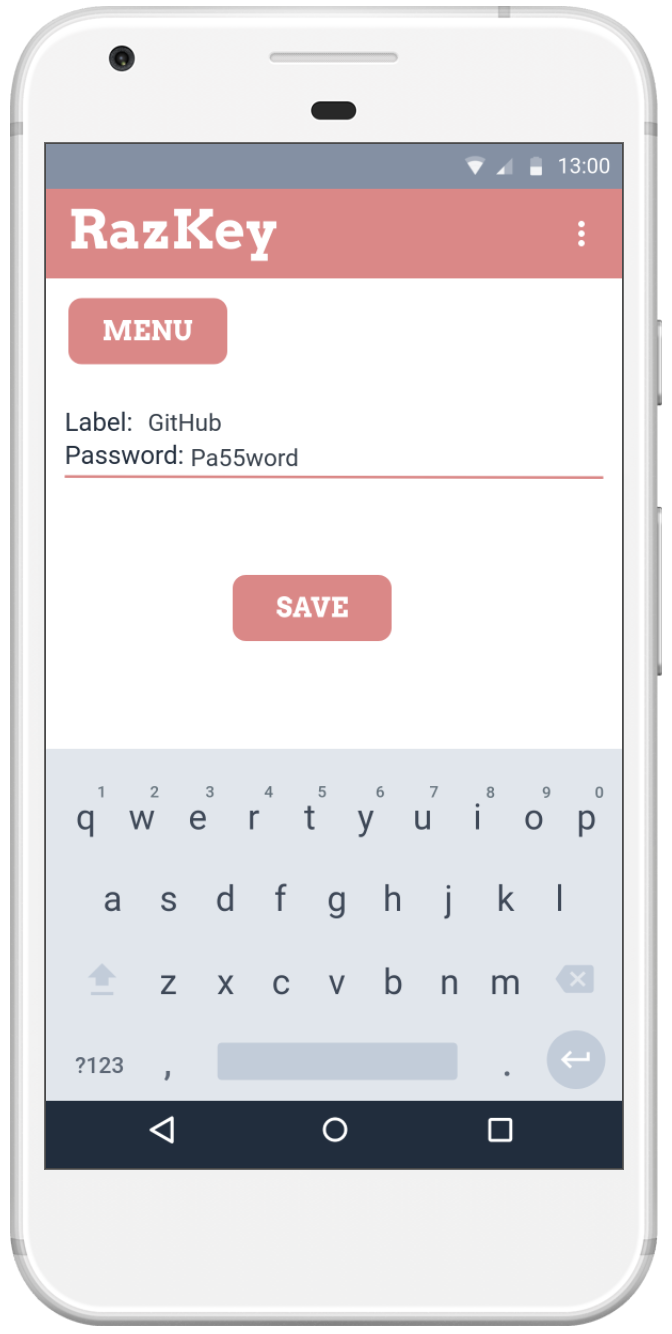 13:00
RazKey
MENU
Label: GitHub
Password: Pa55word
SAVE
1 2 3 4 5 6 7 8 9 0
q w e r t y u i o p
a s d f g h j k l
z x c v b n m
?123 , .